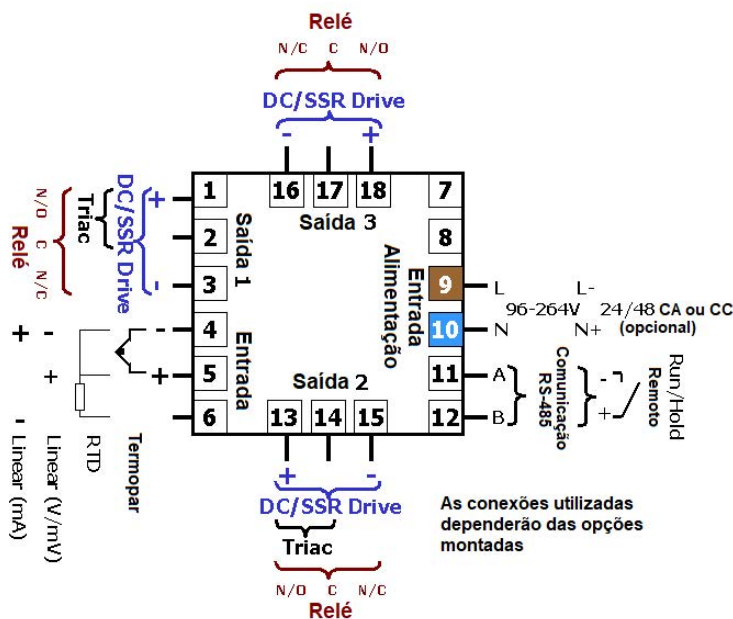 Relé
N/C C N/O
DC/SSR Drive
- +
16 17 18
Saída 3
1
2
3
4
5
6
Saída 1
Entrada
+ DC/SSR Drive -
Triac
N/O C N/C
Relé
7
8
9
10
11
12
Entrada
Alimentação
L L-
96-264V 24/48 CA ou CC
N N+ (opcional)
A
B
Comunicação
RS-485
-
+
Run/Hold
Remoto
-
+
Termopar
RTD
- + Linear (V/mV)
+ - Linear (mA)
Saída 2
13 14 15
+ -
DC/SSR Drive
Triac
N/O C N/C
Relé
As conexões utilizadas
dependerão das opções
montadas